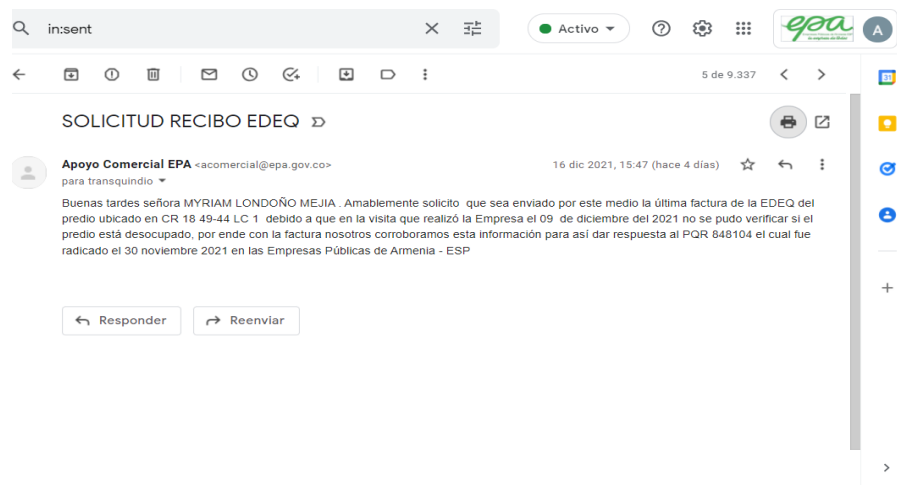 in:sent
Activo
epa
A
5 de 9.337
31
SOLICITUD RECIBO EDEQ
Apoyo Comercial EPA <acomercial@epa.gov.co>
16 dic 2021, 15:47 (hace 4 días)
para transquindio
Buenas tardes señora MYRIAM LONDOÑO MEJIA . Amablemente solicito que sea enviado por este medio la última factura de la EDEQ del
predio ubicado en CR 18 49-44 LC 1 debido a que en la visita que realizó la Empresa el 09 de diciembre del 2021 no se pudo verificar si el
predio está desocupado, por ende con la factura nosotros corroboramos esta información para así dar respuesta al PQR 848104 el cual fue
radicado el 30 noviembre 2021 en las Empresas Públicas de Armenia - ESP
Responder
Reenviar